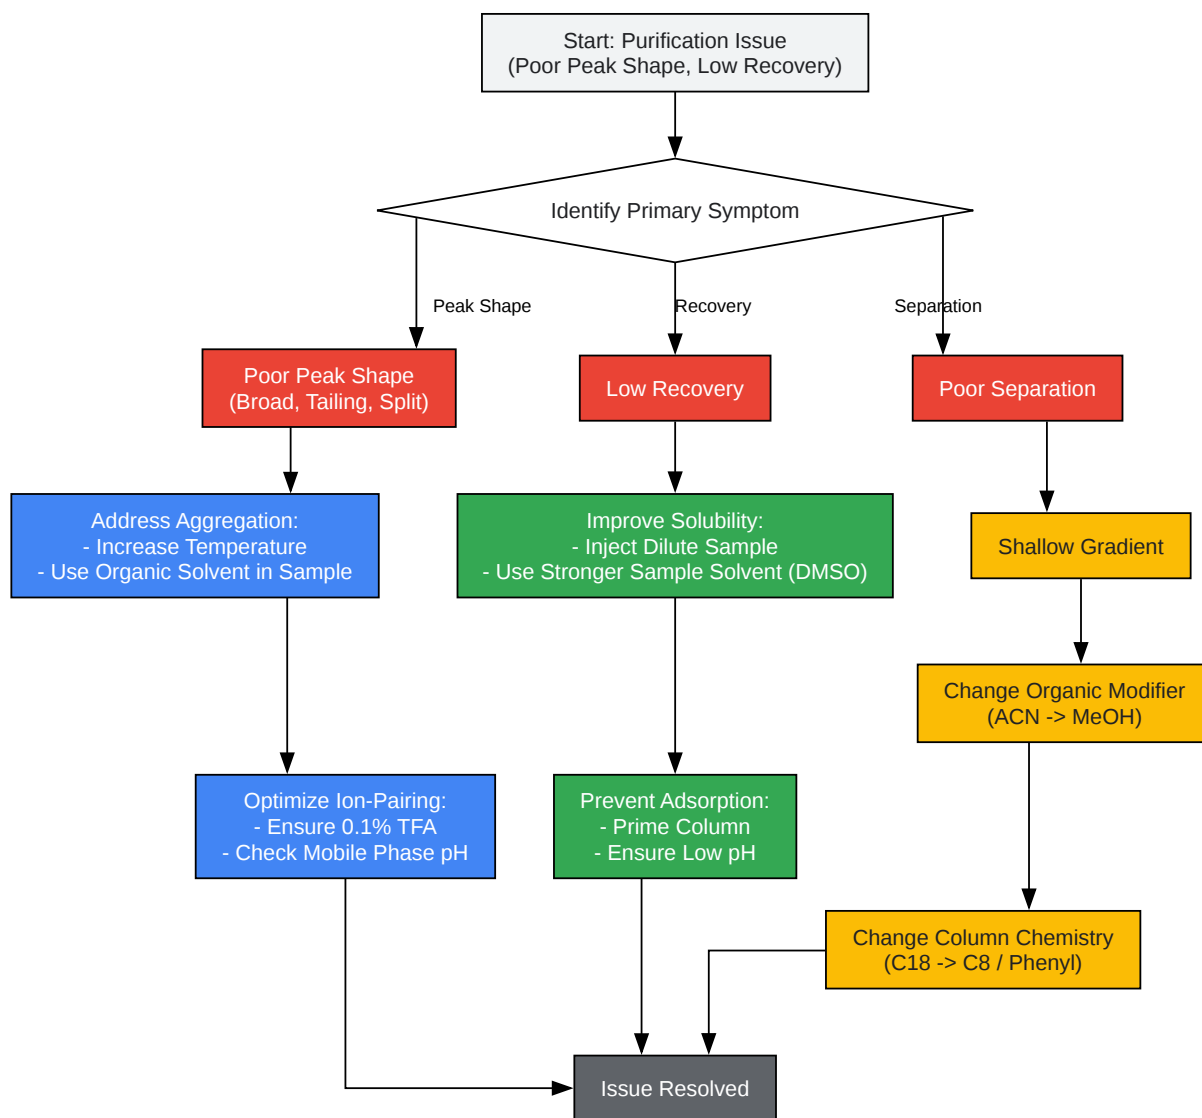 Start: Purification Issue
(Poor Peak Shape, Low Recovery)
Identify Primary Symptom
Peak Shape
Recovery
Separation
Poor Peak Shape
(Broad, Tailing, Split)
Low Recovery
Poor Separation
Address Aggregation:
- Increase Temperature
- Use Organic Solvent in Sample
Improve Solubility:
- Inject Dilute Sample
- Use Stronger Sample Solvent (DMSO)
Shallow Gradient
Change Organic Modifier
(ACN -> MeOH)
Optimize Ion-Pairing:
- Ensure 0.1% TFA
- Check Mobile Phase pH
Prevent Adsorption:
- Prime Column
- Ensure Low pH
Change Column Chemistry
(C18 -> C8 / Phenyl)
Issue Resolved